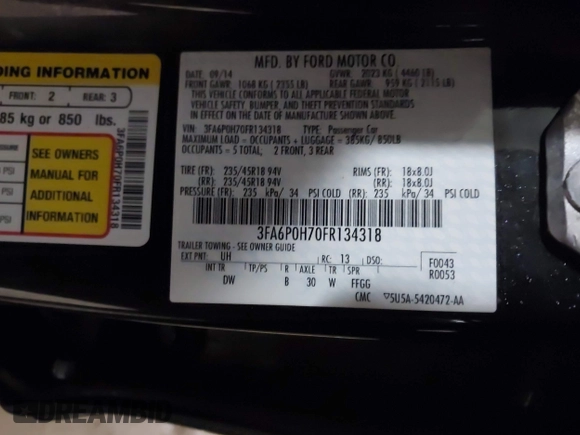 DING INFORMATION
FRONT: 2 REAR: 3
85 kg or 850 lbs.
PSI
PSI
SEE OWNERS
MANUAL FOR
ADDITIONAL
INFORMATION
3FA6P0H70FR134318
MFD. BY FORD MOTOR CO.
DATE: 09/14 GVWR: 2023 KG ( 4460 LB)
FRONT GAWR: 1068 KG ( 2355 LB) REAR GAWR: 959 KG ( 2115 LB)
THIS VEHICLE CONFORMS TO ALL APPLICABLE FEDERAL MOTOR
VEHICLE SAFETY, BUMPER, AND THEFT PREVENTION STANDARDS
IN EFFECT ON THE DATE OF MANUFACTURE SHOWN ABOVE.
VIN: 3FA6P0H70FR134318 TYPE: Passenger Car
MAXIMUM LOAD = OCCUPANTS + LUGGAGE = 385KG/ 850LB
OCCUPANTS = 5 TOTAL, 2 FRONT, 3 REAR
TIRE (FR): 235/45R18 94V RIMS (FR): 18x8.0J
(RR): 235/45R18 94V (RR): 18x8.0J
PRESSURE (FR): 235 kPa/ 34 PSI COLD (RR): 235 kPa/ 34 PSI COLD
3FA6P0H70FR134318
TRAILER TOWING - SEE OWNER GUIDE
EXT PNT: UH RC: 13 DSO: F0043
R0053
INT TR TP/PS R AXLE TR SPR
DW B 30 W FFGG
CMC ▽5U5A-5420472-AA
DREAMBID